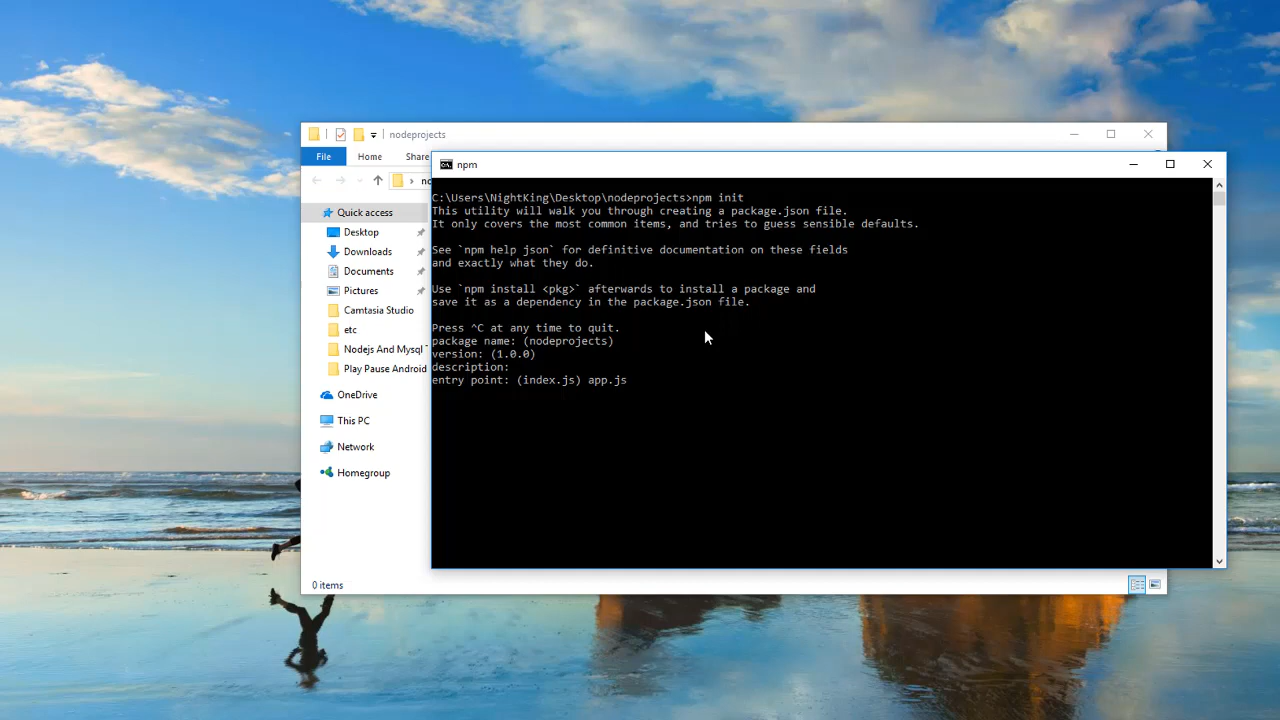 nodeprojects
File Home Share
npm
C:\Users\NightKing\Desktop\nodeprojects>npm init
This utility will walk you through creating a package.json file.
It only covers the most common items, and tries to guess sensible defaults.
See `npm help json` for definitive documentation on these fields
and exactly what they do.
Use `npm install <pkg>` afterwards to install a package and
save it as a dependency in the package.json file.
Press ^C at any time to quit.
package name: (nodeprojects)
version: (1.0.0)
description:
entry point: (index.js) app.js
Quick access
Desktop
Downloads
Documents
Pictures
Camtasia Studio
etc
Nodejs And Mysql
Play Pause Android
OneDrive
This PC
Network
Homegroup
0 items